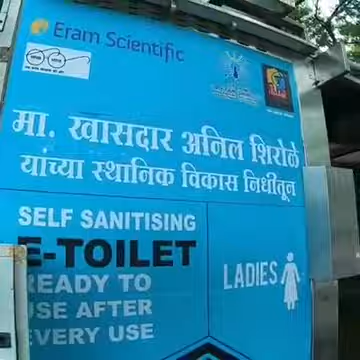 Eram Scientific
मा. खासदार अनिल शिरोळे
यांच्या स्थानिक विकास निधीतून
SELF SANITISING
E-TOILET
READY TO
USE AFTER
EVERY USE
LADIES